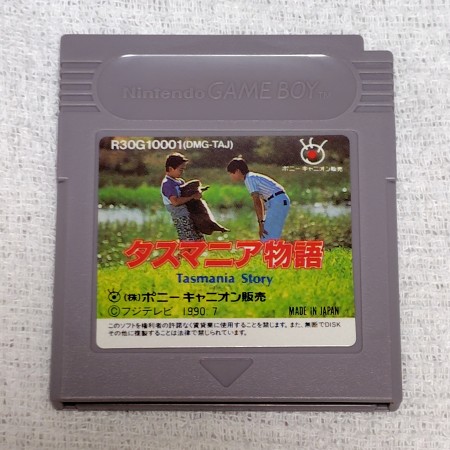 Nintendo GAME BOY TM
R30G10001(DMG-TAJ)
ポニーキャニオン販売
タスマニア物語
Tasmania Story
(株)ポニーキャニオン販売
©フジテレビ 1990 7
MADE IN JAPAN
このソフトを権利者の許諾なく賃貸業に使用することを禁じます。また、無断でDISK
その他に複製することは法律で禁じられています。